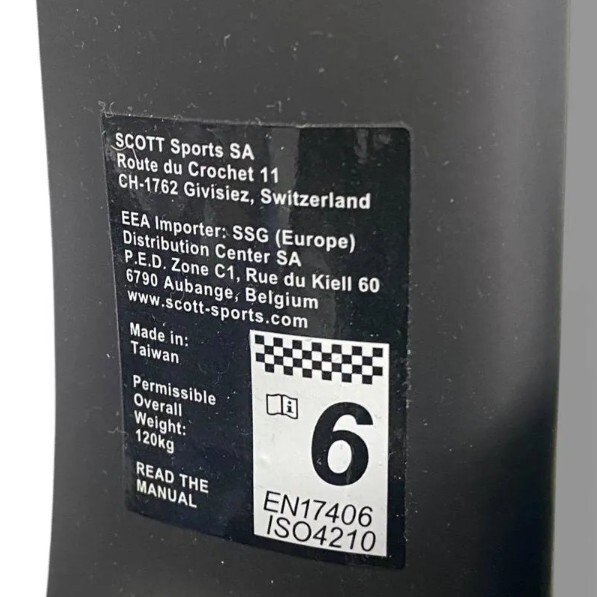 SCOTT Sports SA
Route du Crochet 11
CH-1762 Givisiez, Switzerland
EEA Importer: SSG (Europe)
Distribution Center SA
P.E.D. Zone C1, Rue du Kiell 60
6790 Aubange, Belgium
www.scott-sports.com
Made in:
Taiwan
Permissible
Overall
Weight:
120kg
READ THE
MANUAL
i
6
EN17406
ISO4210